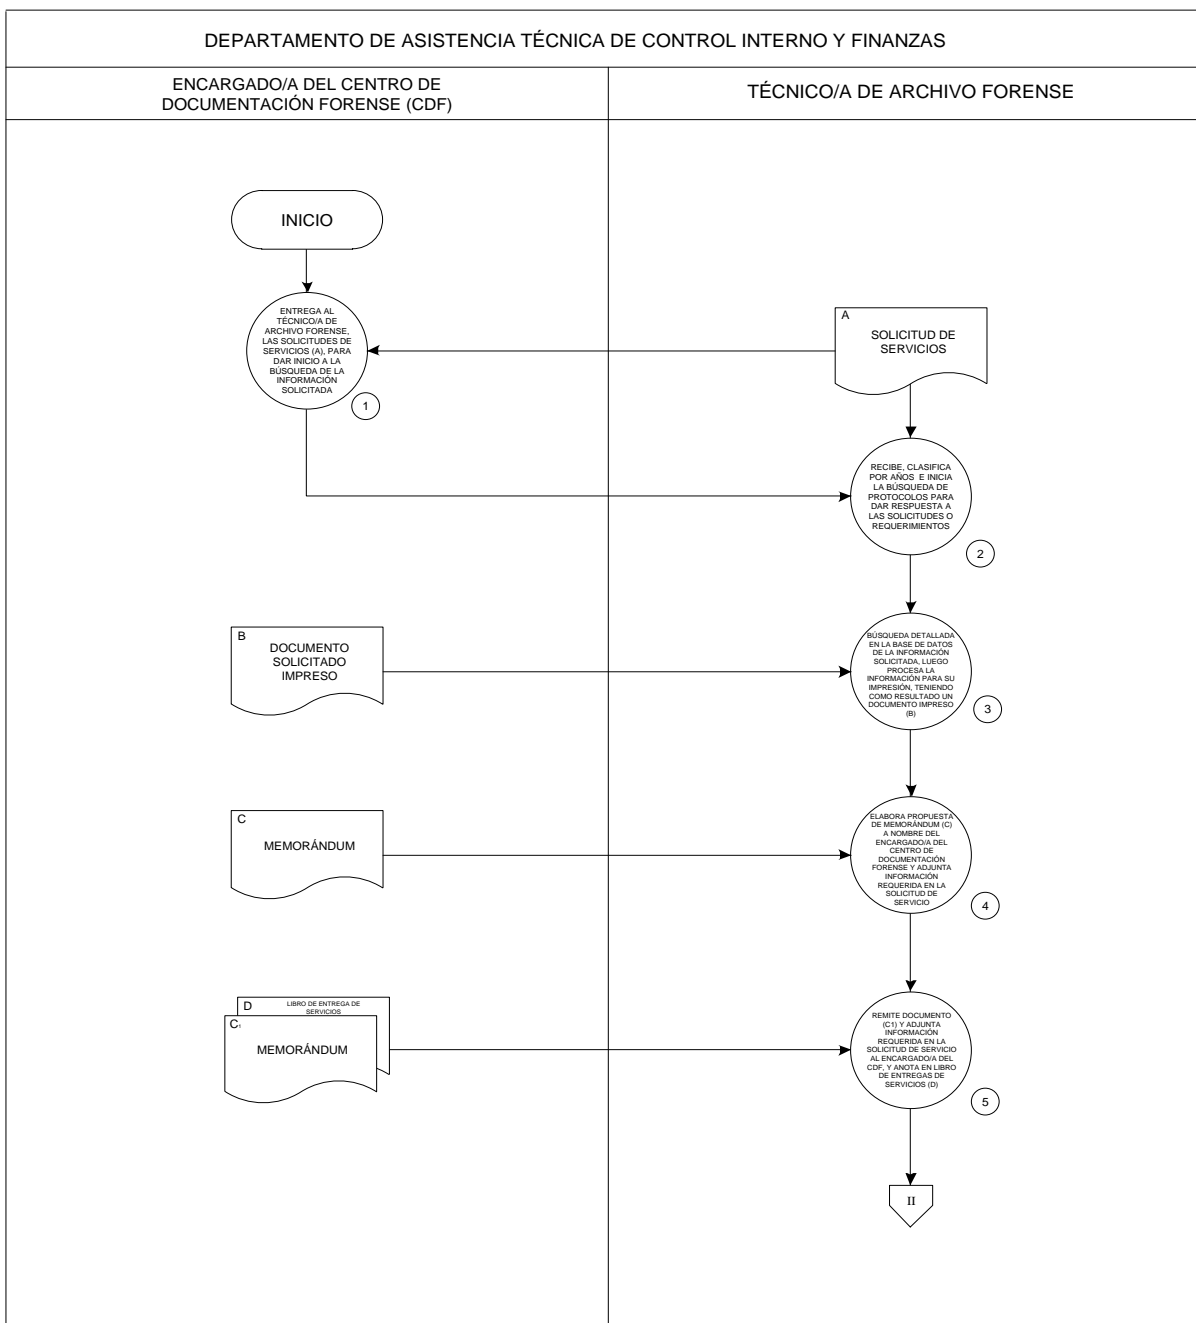 DEPARTAMENTO DE ASISTENCIA TÉCNICA DE CONTROL INTERNO Y FINANZAS
ENCARGADO/A DEL CENTRO DE
DOCUMENTACIÓN FORENSE (CDF)
TÉCNICO/A DE ARCHIVO FORENSE
INICIO
ENTREGA AL
TÉCNICO/A DE
ARCHIVO FORENSE,
LAS SOLICITUDES DE
SERVICIOS (A), PARA
DAR INICIO A LA
BÚSQUEDA DE LA
INFORMACIÓN
SOLICITADA
1
A
SOLICITUD DE
SERVICIOS
RECIBE, CLASIFICA
POR AÑOS E INICIA
LA BÚSQUEDA DE
PROTOCOLOS PARA
DAR RESPUESTA A
LAS SOLICITUDES O
REQUERIMIENTOS
2
B
DOCUMENTO
SOLICITADO
IMPRESO
BÚSQUEDA DETALLADA
EN LA BASE DE DATOS
DE LA INFORMACIÓN
SOLICITADA, LUEGO
PROCESA LA
INFORMACIÓN PARA SU
IMPRESIÓN, TENIENDO
COMO RESULTADO UN
DOCUMENTO IMPRESO
(B)
3
C
MEMORÁNDUM
ELABORA PROPUESTA
DE MEMORÁNDUM (C)
A NOMBRE DEL
ENCARGADO/A DEL
CENTRO DE
DOCUMENTACIÓN
FORENSE Y ADJUNTA
INFORMACIÓN
REQUERIDA EN LA
SOLICITUD DE
SERVICIO
4
D
LIBRO DE ENTREGA DE
SERVICIOS
C1
MEMORÁNDUM
REMITE DOCUMENTO
(C1) Y ADJUNTA
INFORMACIÓN
REQUERIDA EN LA
SOLICITUD DE SERVICIO
AL ENCARGADO/A DEL
CDF, Y ANOTA EN LIBRO
DE ENTREGAS DE
SERVICIOS (D)
5
II